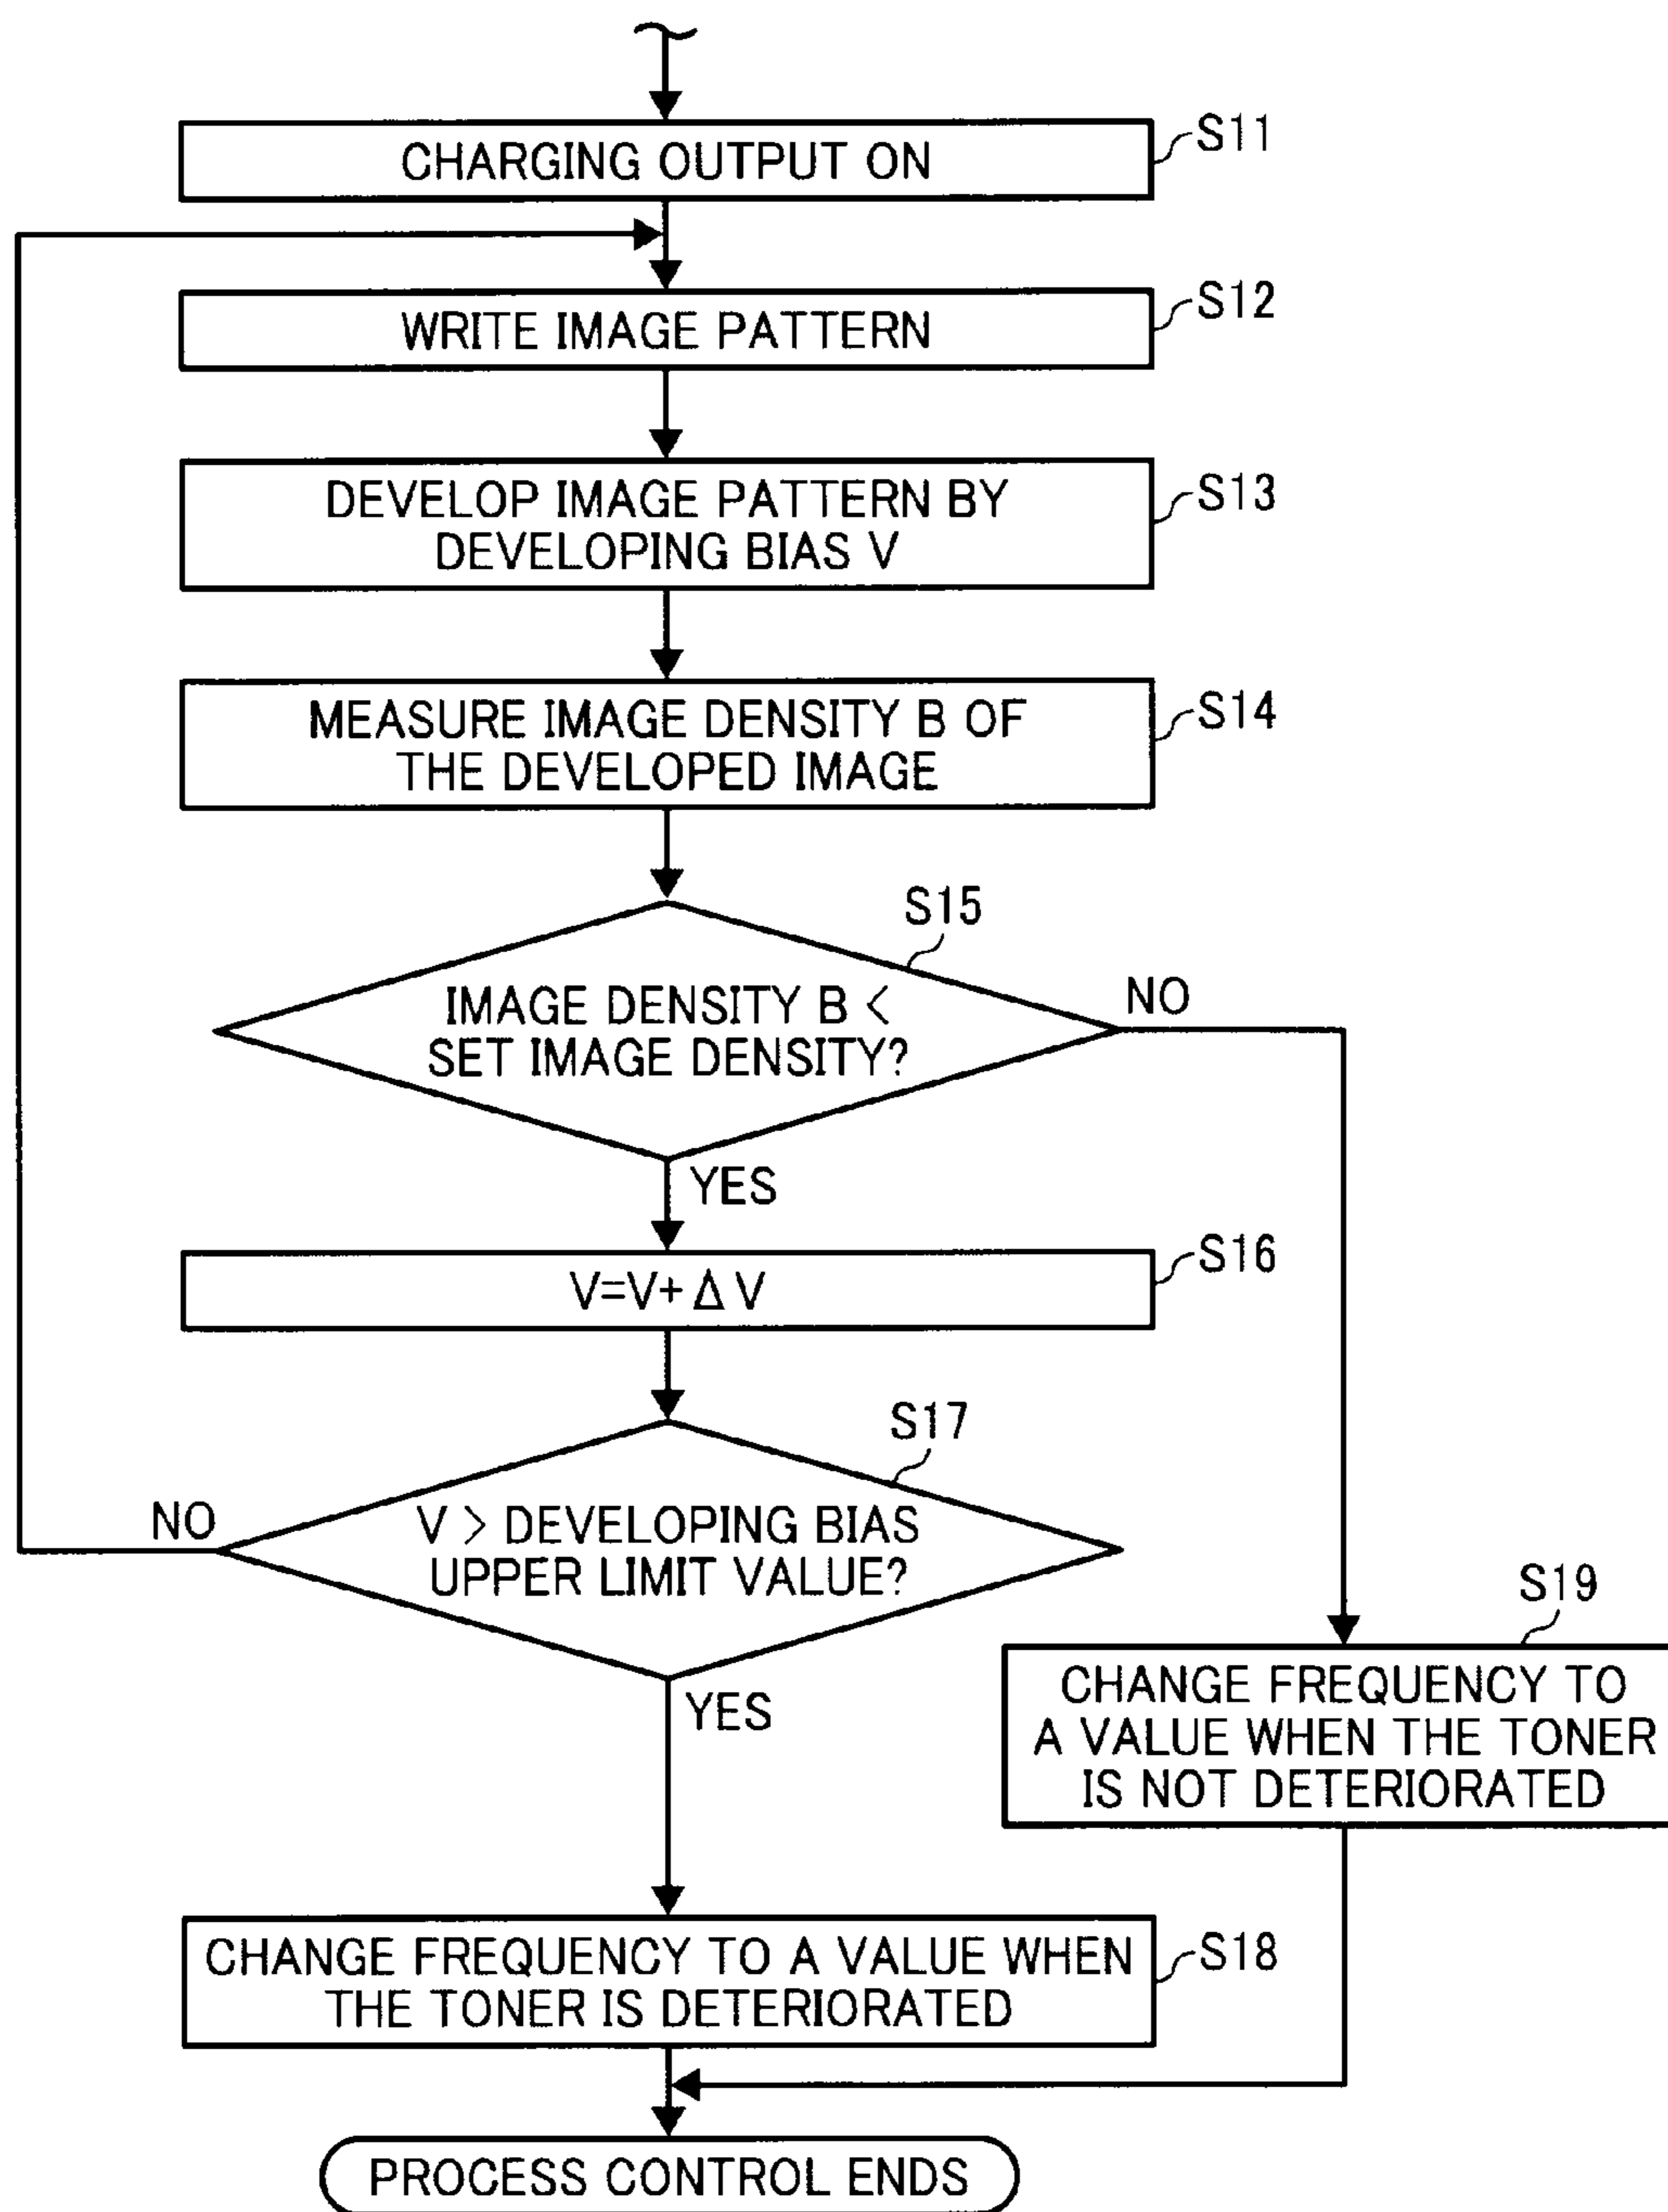 CHARGING OUTPUT ON
S11
WRITE IMAGE PATTERN
S12
DEVELOP IMAGE PATTERN BY
DEVELOPING BIAS V
S13
MEASURE IMAGE DENSITY B OF
THE DEVELOPED IMAGE
S14
S15
IMAGE DENSITY B <
SET IMAGE DENSITY?
NO
YES
V=V+ Δ V
S16
S17
V > DEVELOPING BIAS
UPPER LIMIT VALUE?
NO
YES
S19
CHANGE FREQUENCY TO
A VALUE WHEN THE TONER
IS NOT DETERIORATED
CHANGE FREQUENCY TO A VALUE WHEN
THE TONER IS DETERIORATED
S18
PROCESS CONTROL ENDS